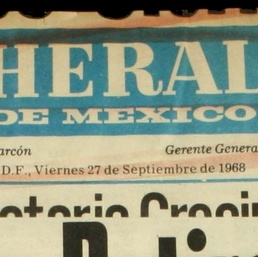 HERAL
DE MEXICO
arcón Gerente Genera
D.F., Viernes 27 de Septiembre de 1968